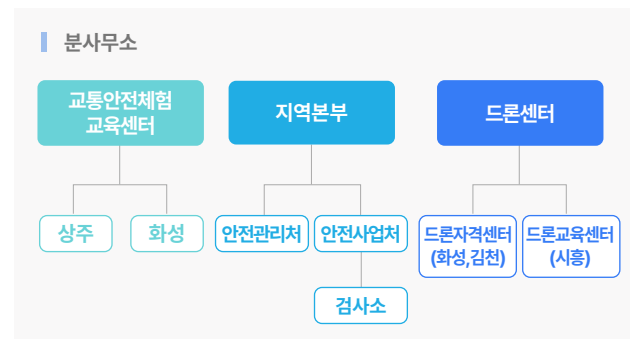 분사무소
교통안전체험
교육센터
지역본부
드론센터
상주
화성
안전관리처
안전사업처
드론자격센터
(화성,김천)
드론교육센터
(시흥)
검사소